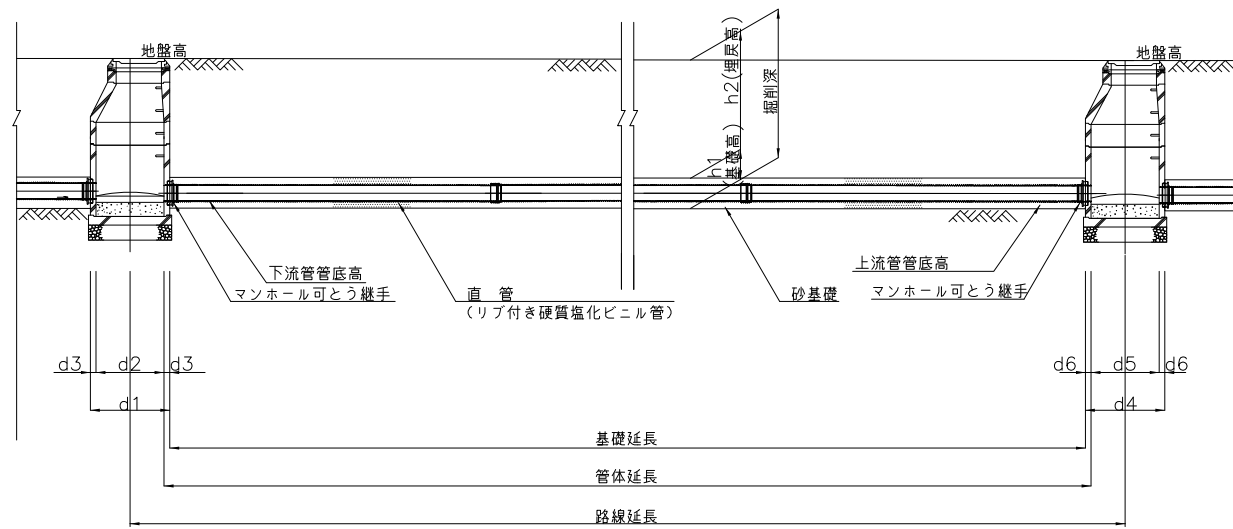 地盤高
地盤高
h1
(基礎高)
h2(埋戻高)
掘削深
下流管管底高
マンホール可とう継手
直 管
(リブ付き硬質塩化ビニル管)
砂基礎
上流管管底高
マンホール可とう継手
d3 d2 d3
d1
d6 d5 d6
d4
基礎延長
管体延長
路線延長